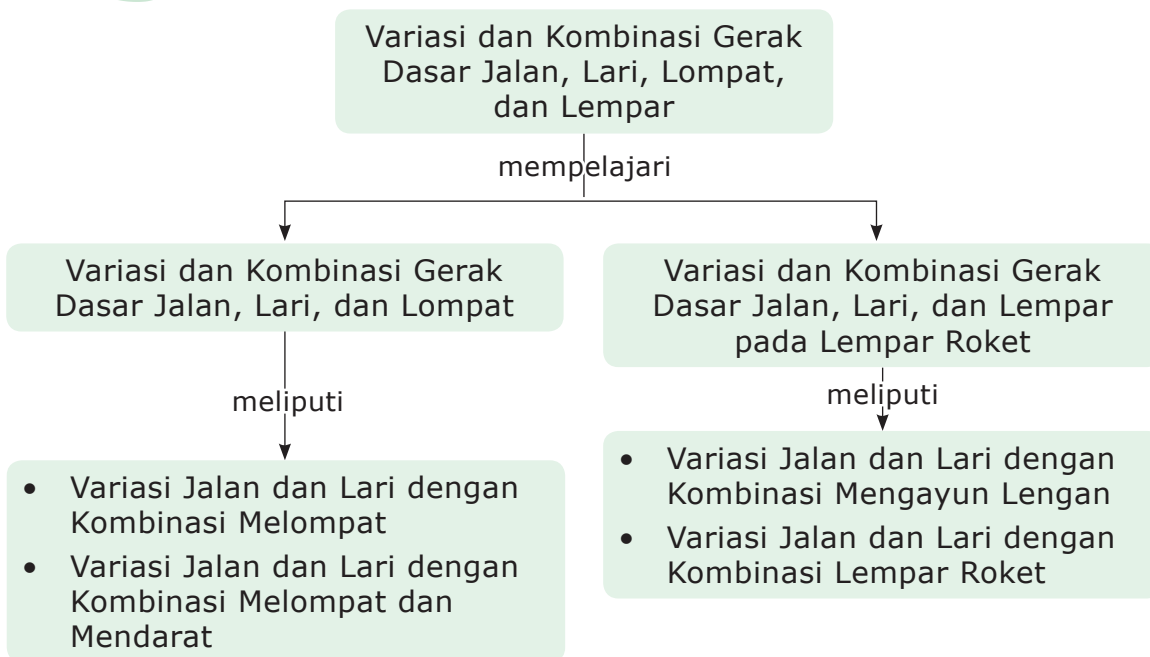 Variasi dan Kombinasi Gerak
Dasar Jalan, Lari, Lompat,
dan Lempar
mempelajari
Variasi dan Kombinasi Gerak
Dasar Jalan, Lari, dan Lompat
meliputi
• Variasi Jalan dan Lari dengan
Kombinasi Melompat
• Variasi Jalan dan Lari dengan
Kombinasi Melompat dan
Mendarat
Variasi dan Kombinasi Gerak
Dasar Jalan, Lari, dan Lempar
pada Lempar Roket
meliputi
• Variasi Jalan dan Lari dengan
Kombinasi Mengayun Lengan
• Variasi Jalan dan Lari dengan
Kombinasi Lempar Roket